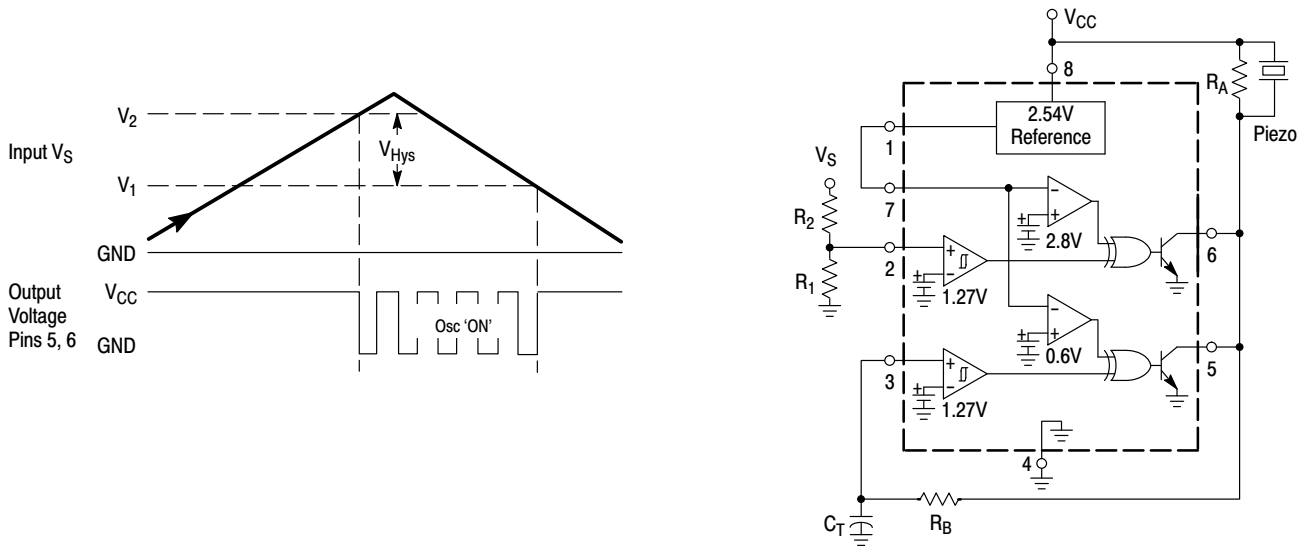 Input VS
V2
V1
VHys
GND
Output
Voltage
Pins 5, 6
VCC
GND
Osc ‘ON’
VCC
8
RA
Piezo
2.54V
Reference
1
VS
7
R2
2.8V
6
2
R1
1.27V
0.6V
5
3
1.27V
4
CT
RB